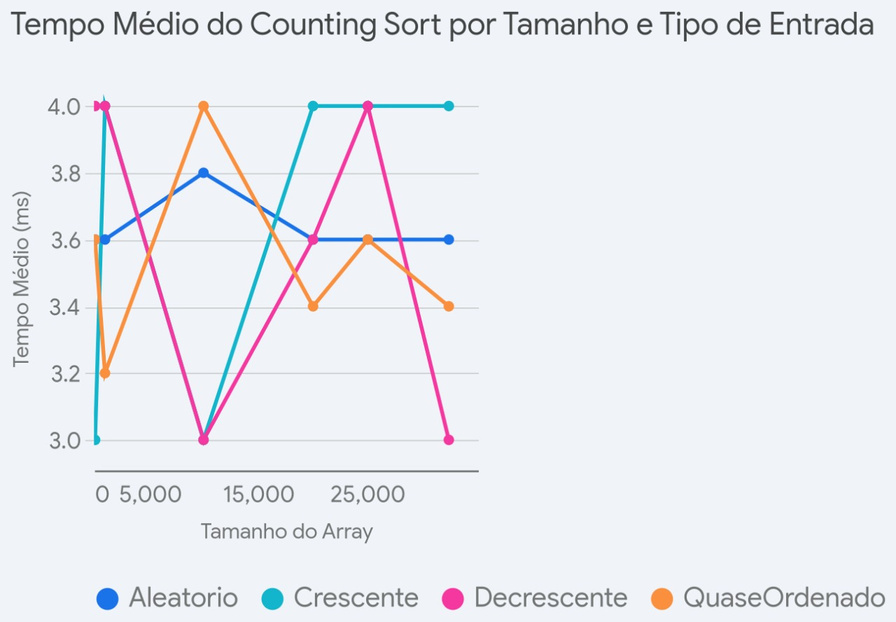 Tempo Médio do Counting Sort por Tamanho e Tipo de Entrada
Tempo Médio (ms)
4.0
3.8
3.6
3.4
3.2
3.0
0 5,000 15,000 25,000
Tamanho do Array
Aleatorio Crescente Decrescente QuaseOrdenado